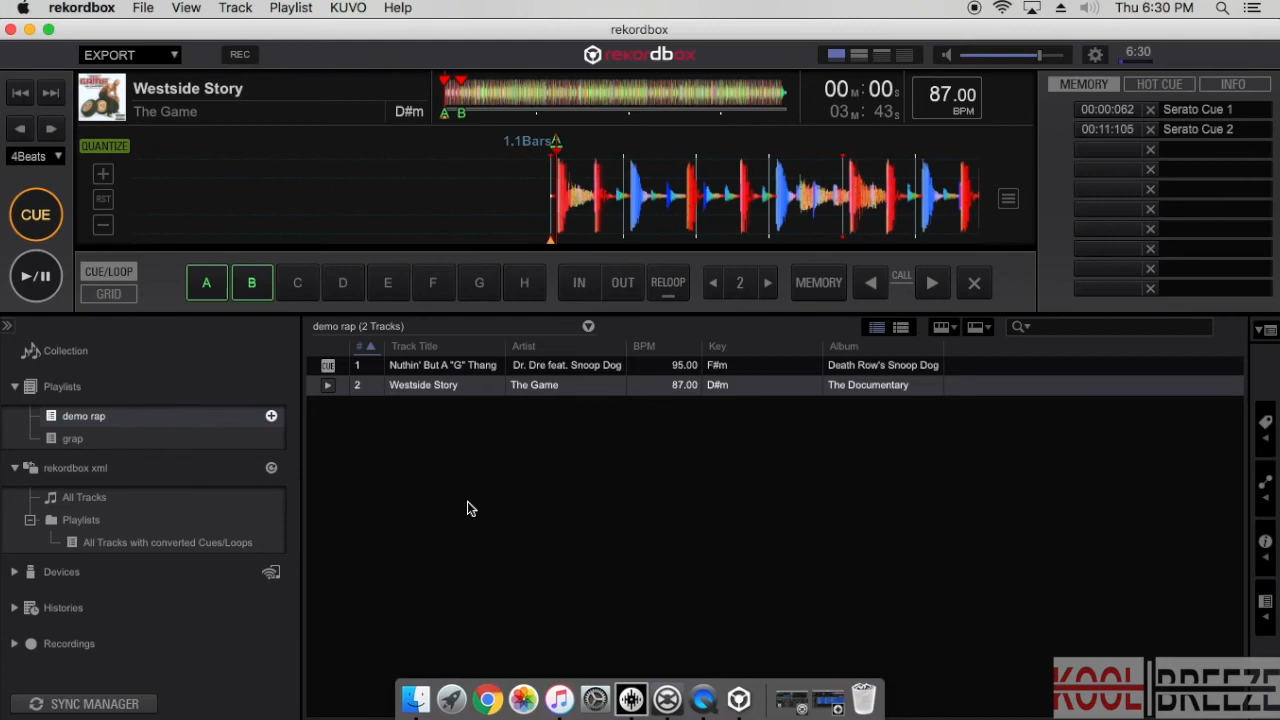 rekordbox File View Track Playlist KUVO Help Thu 6:30 PM
rekordbox
EXPORT REC rekordbox 6:30
Westside Story
The Game D#m
A B
00 M : 00 S
03 M : 43 S
87.00
BPM
MEMORY HOT CUE INFO
00:00:062 Serato Cue 1
00:11:105 Serato Cue 2
QUANTIZE
1.1Bars
4Beats
RST
CUE
CUE/LOOP
GRID
A B C D E F G H IN OUT RELOOP 2 MEMORY CALL
Collection
Playlists
demo rap
grap
rekordbox xml
All Tracks
Playlists
All Tracks with converted Cues/Loops
Devices
Histories
Recordings
SYNC MANAGER
demo rap (2 Tracks)
# Track Title Artist BPM Key Album
CUE 1 Nuthin' But A "G" Thang Dr. Dre feat. Snoop Dog 95.00 F#m Death Row's Snoop Dog
2 Westside Story The Game 87.00 D#m The Documentary
KOOL BREEZE